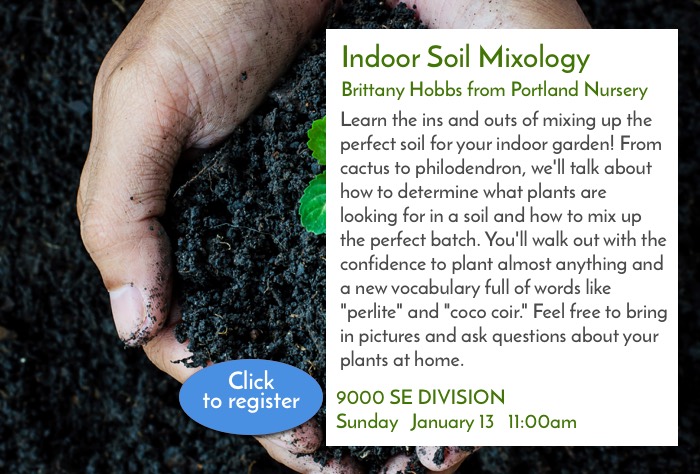 Indoor Soil Mixology
Brittany Hobbs from Portland Nursery
Learn the ins and outs of mixing up the
perfect soil for your indoor garden! From
cactus to philodendron, we'll talk about
how to determine what plants are
looking for in a soil and how to mix up
the perfect batch. You'll walk out with the
confidence to plant almost anything and
a new vocabulary full of words like
"perlite" and "coco coir." Feel free to bring
in pictures and ask questions about your
plants at home.
Click
to register
9000 SE DIVISION
Sunday January 13 11:00am